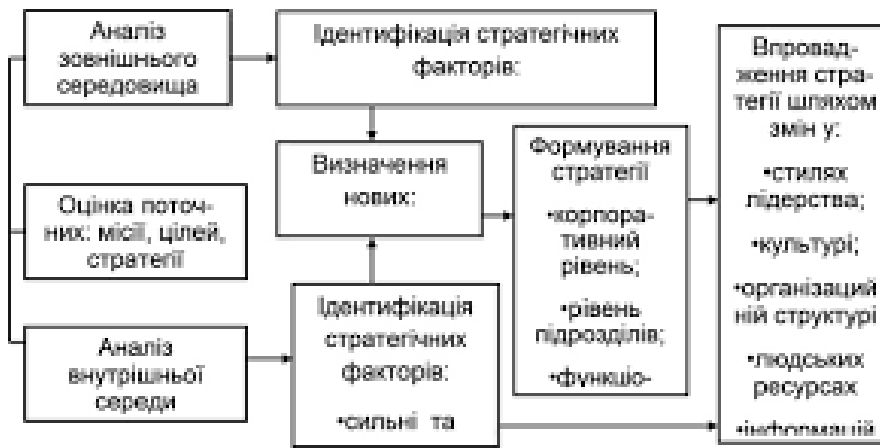 Аналіз
зовнішнього
середовища
Ідентифікація стратегічних
факторів:
Оцінка поточ-
них: місії, цілей,
стратегії
Визначення
нових:
Аналіз
внутрішньої
середи
Ідентифікація
стратегічних
факторів:
•сильні та
Формування
стратегії
•корпора-
тивний
рівень;
•рівень
підрозділів;
•функціо-
Впровад-
ження стра-
тегії шляхом
змін у:
•стилях
лідерства;
•культурі;
•організацій
ній структурі
•людських
ресурсах
•інформацій